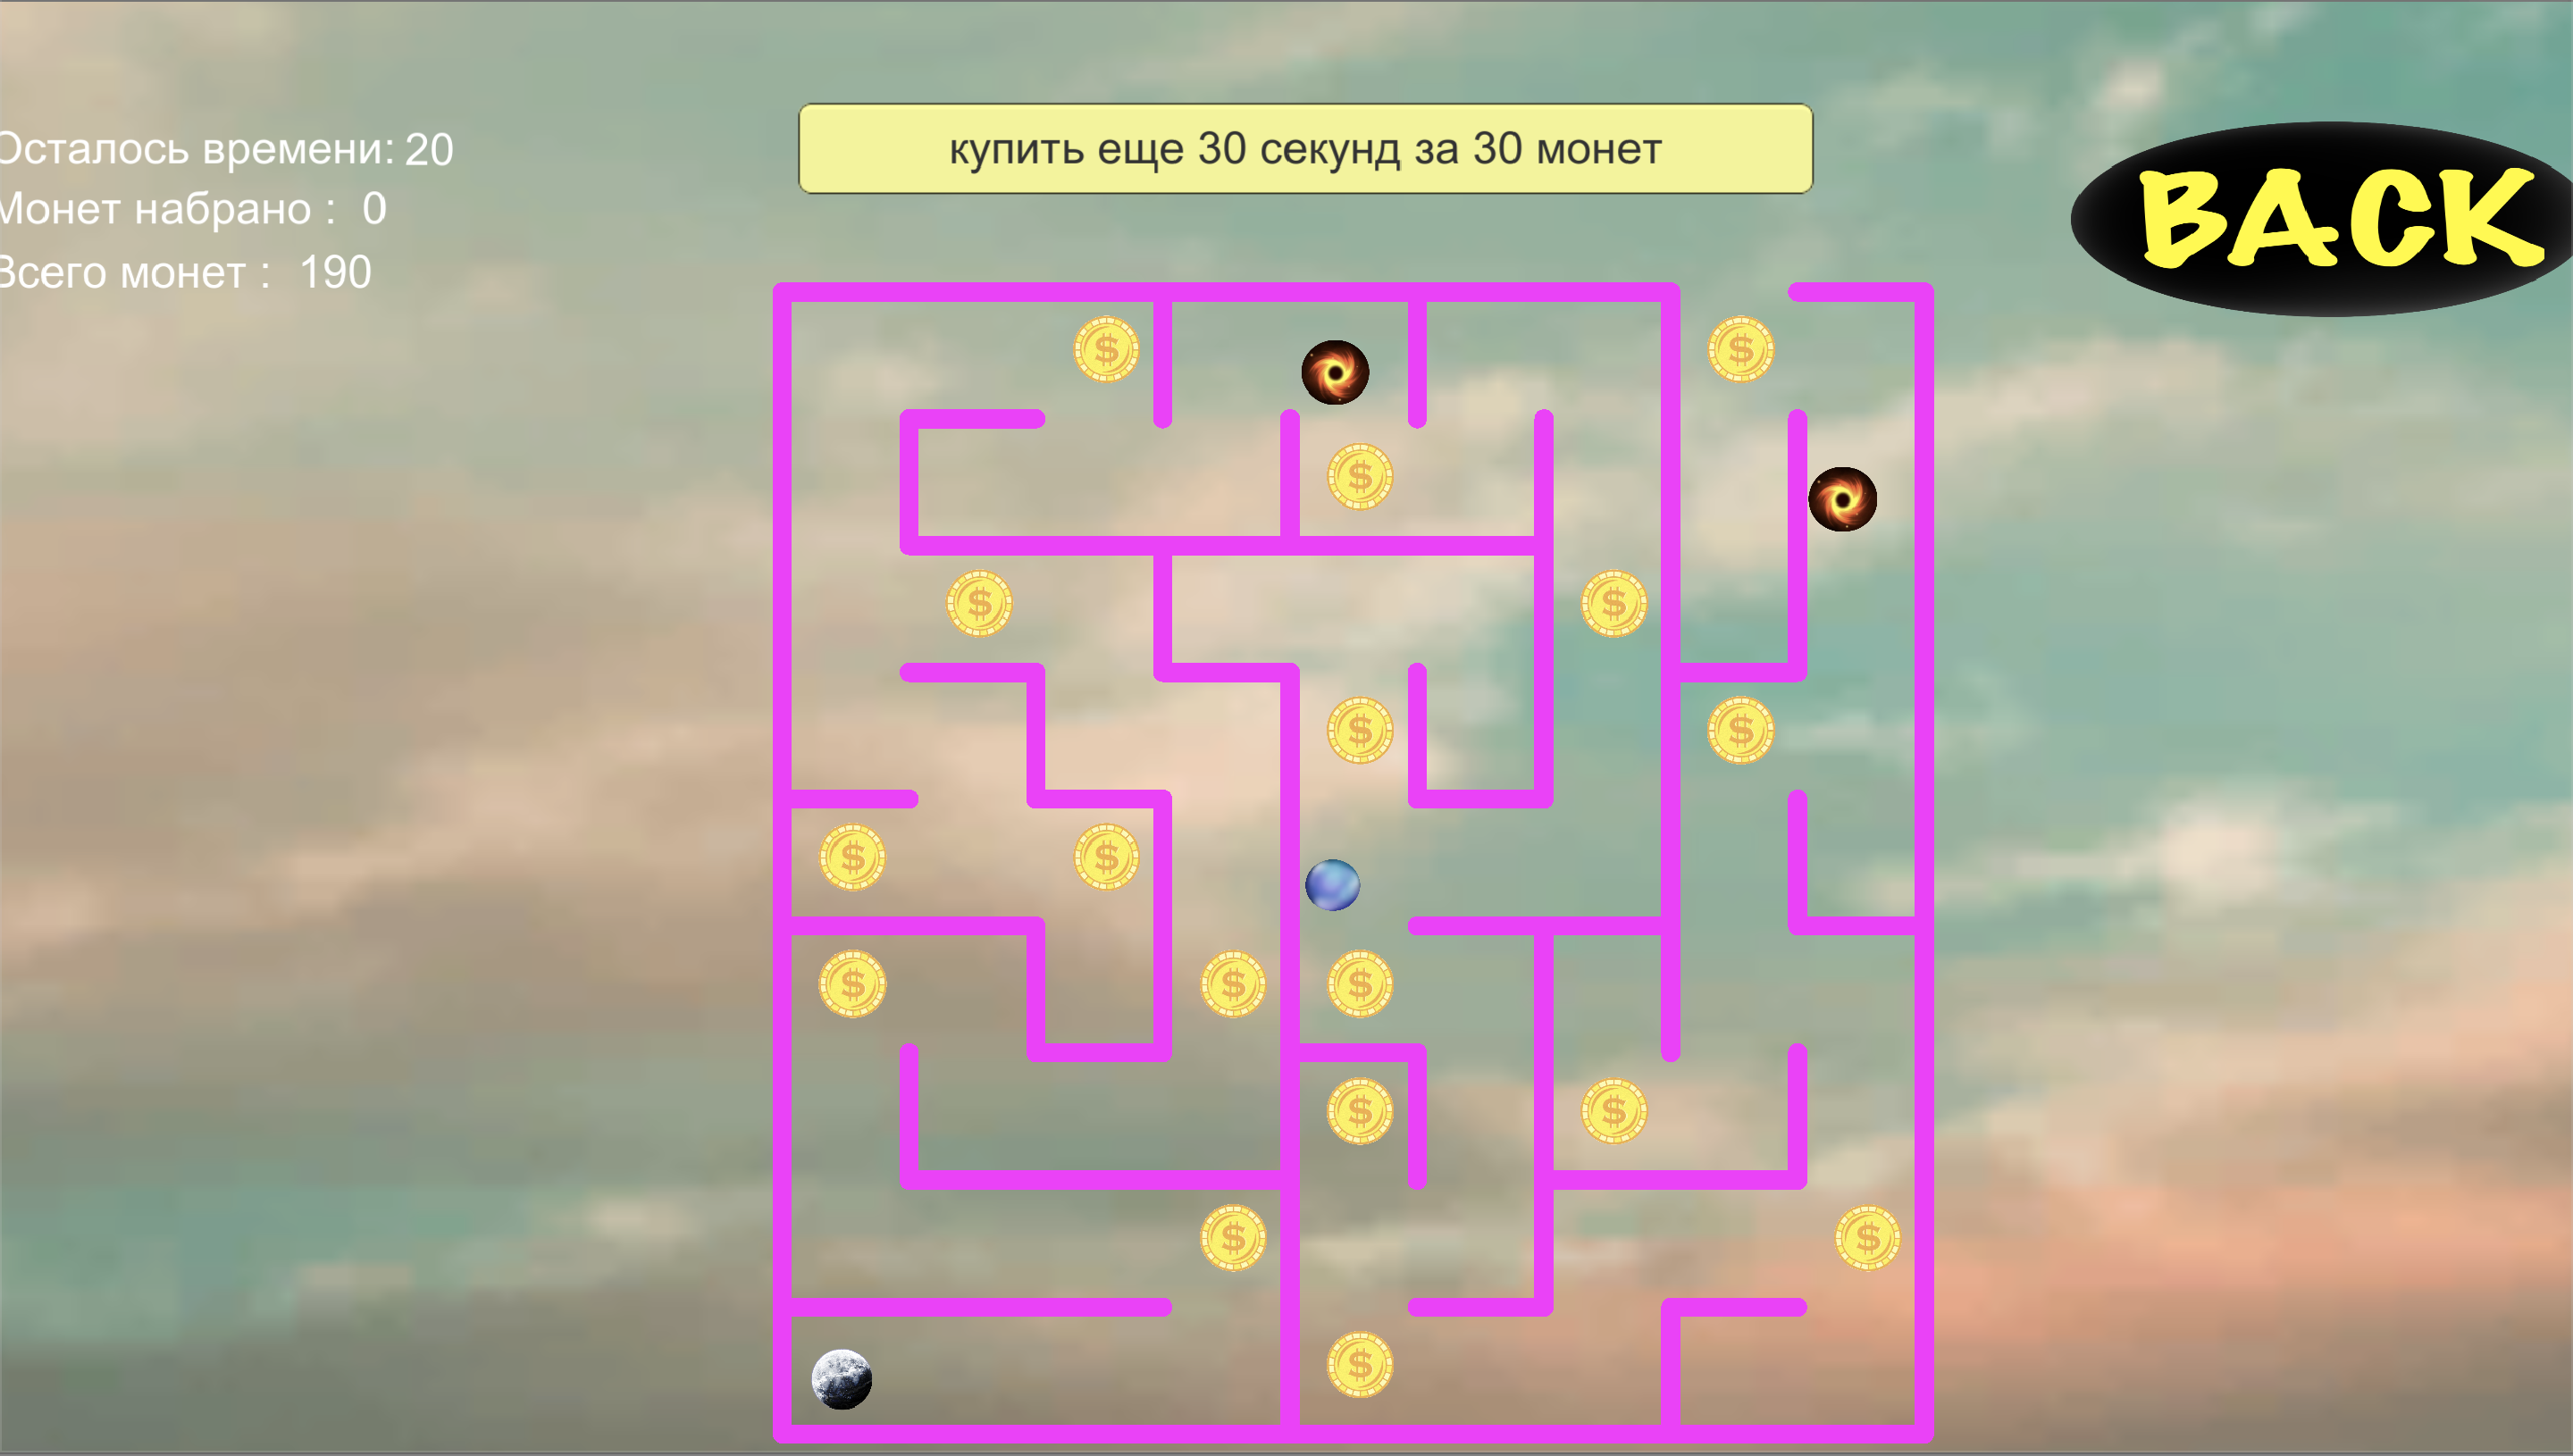 Осталось времени: 20
Монет набрано : 0
Всего монет : 190
купить еще 30 секунд за 30 монет
BACK